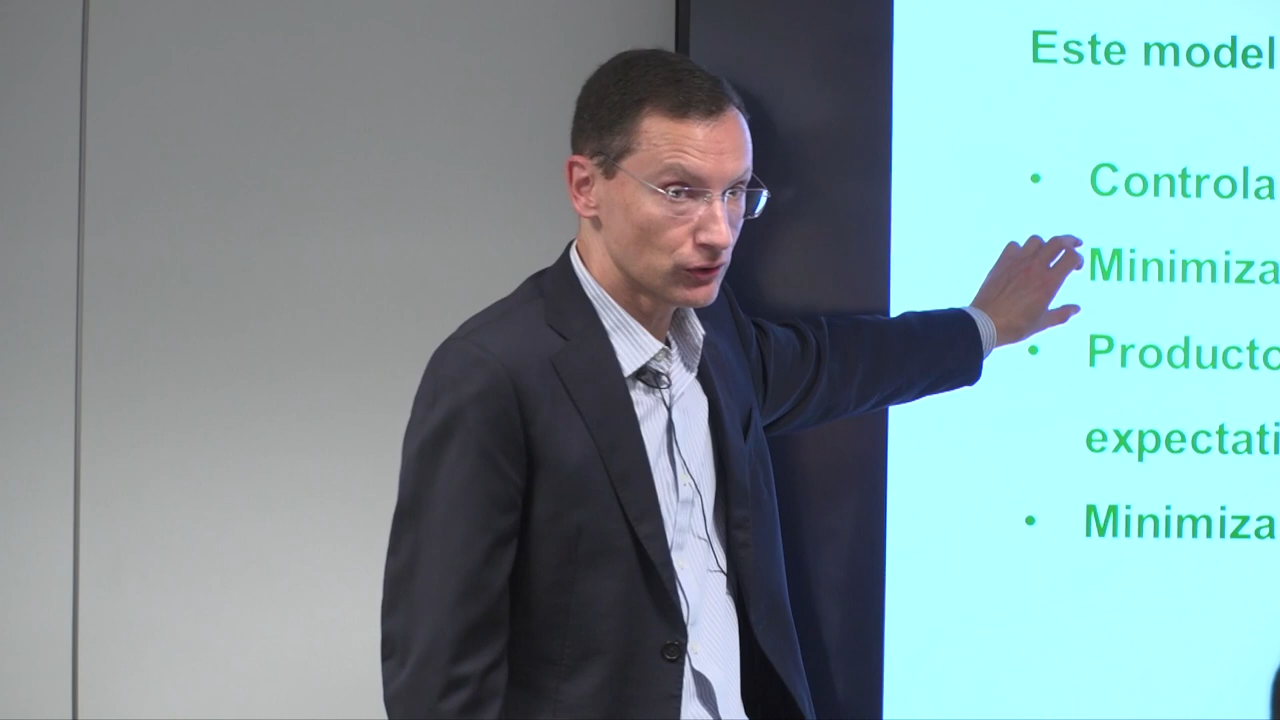 Este model
• Controla
Minimiza
• Producto
expectati
• Minimiza